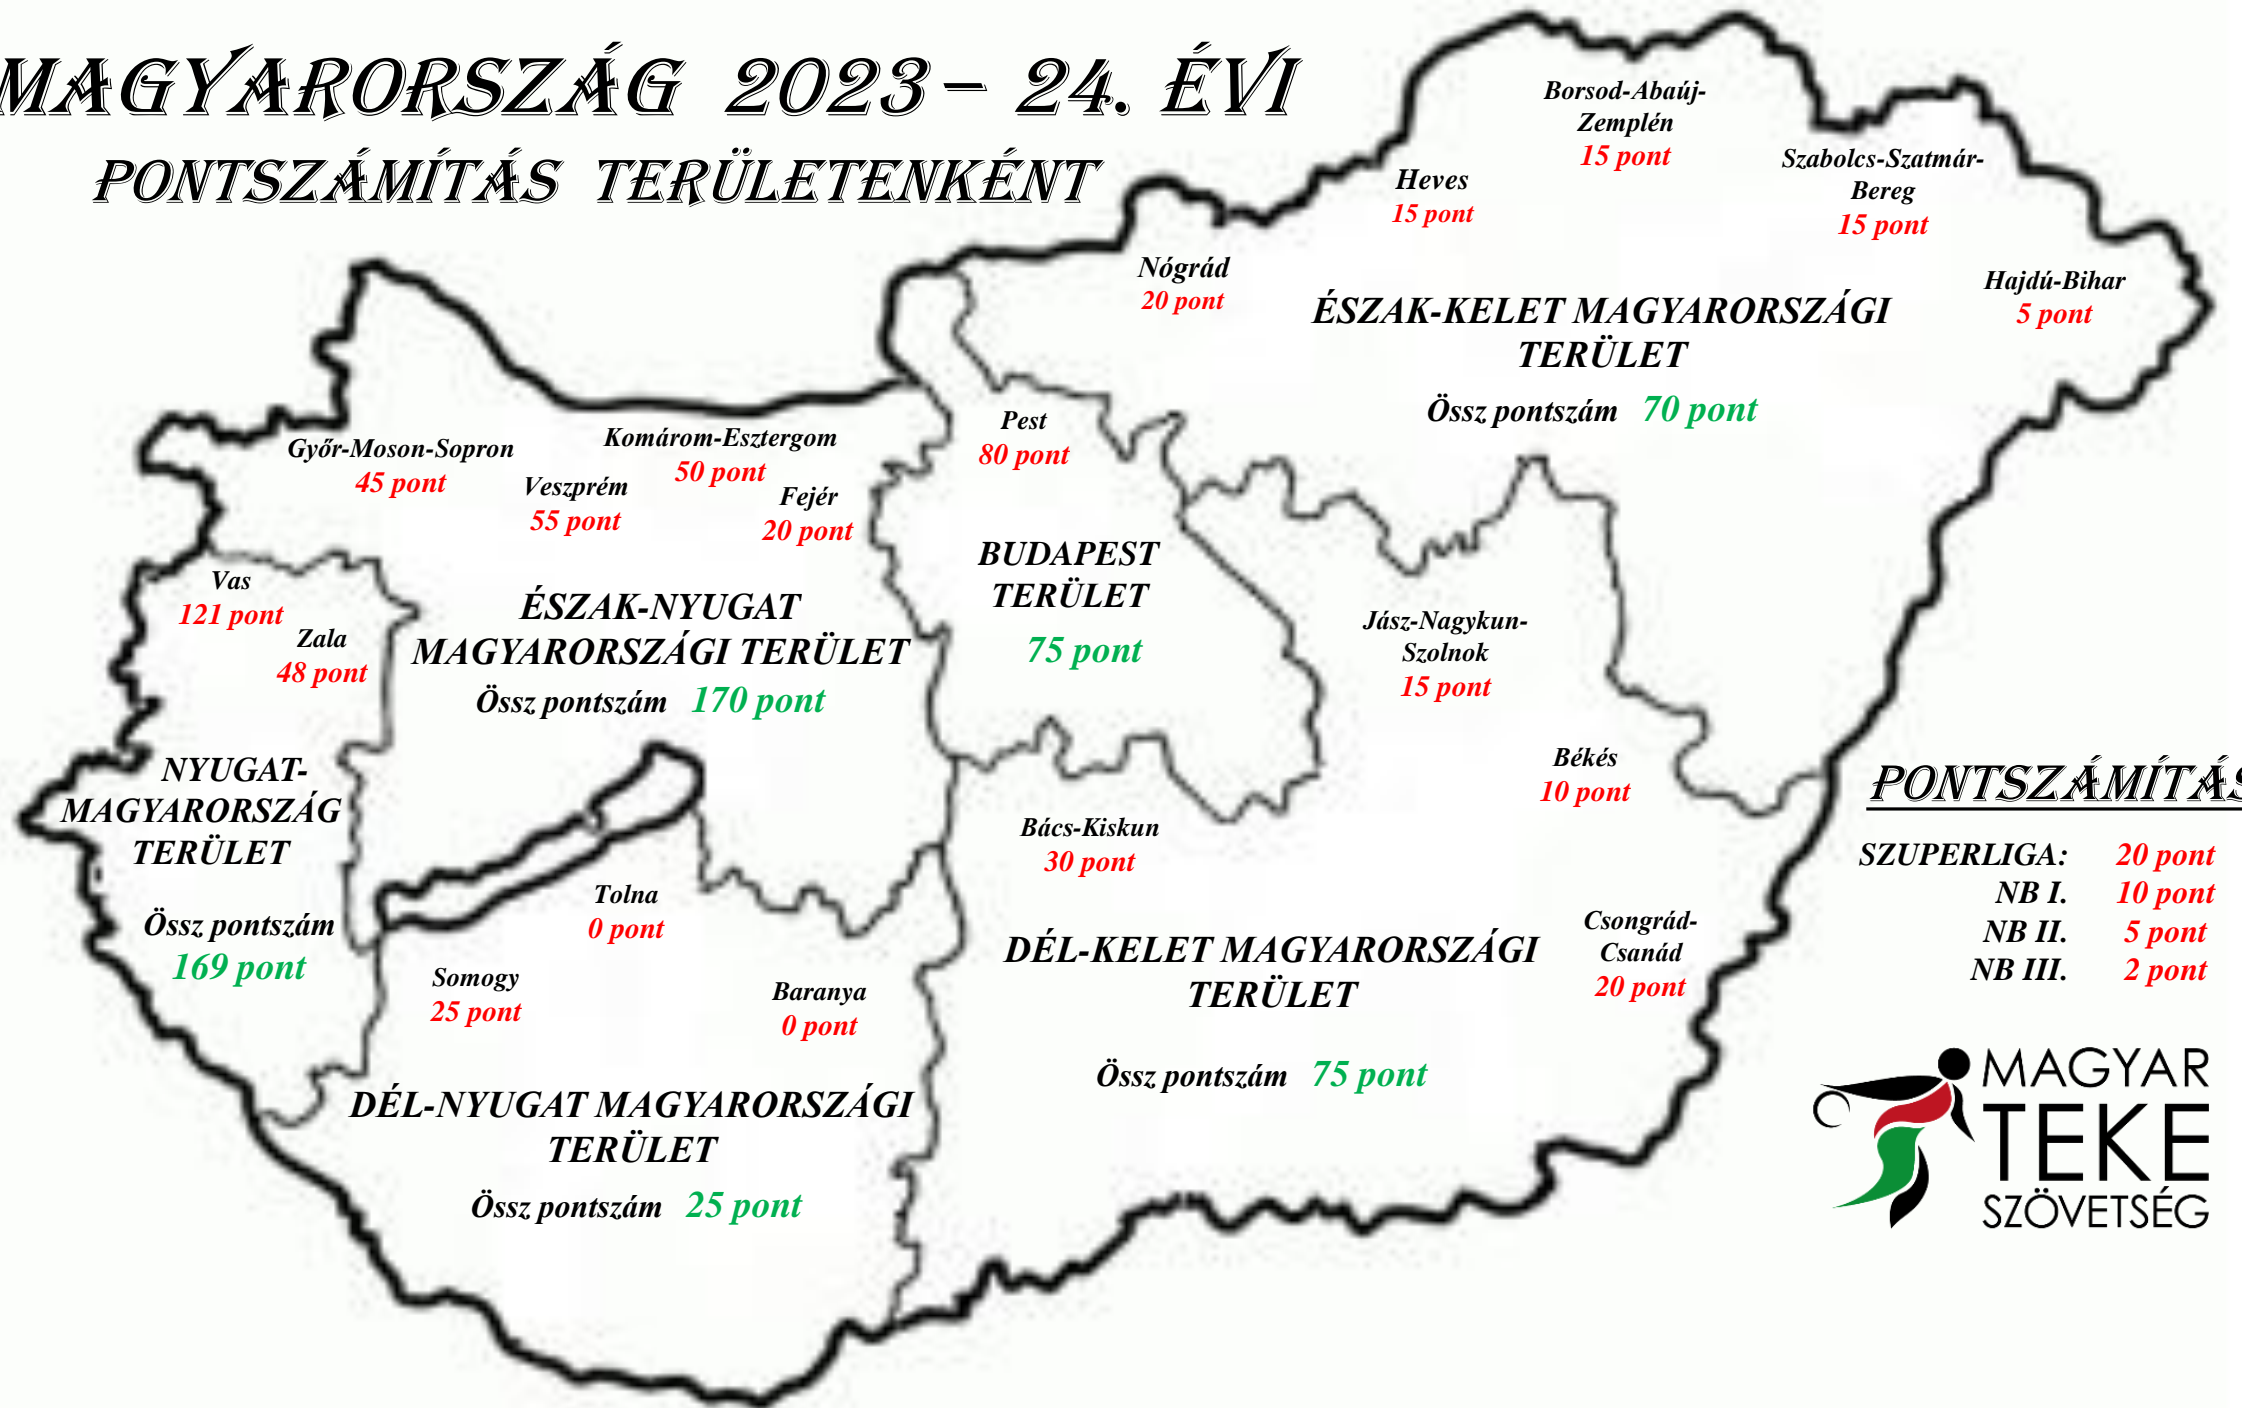 MAGYARORSZÁG 2023 – 24. ÉVI
PONTSZÁMÍTÁS TERÜLETENKÉNT
Borsod-Abaúj-
Zemplén
15 pont
Szabolcs-Szatmár-
Bereg
15 pont
Heves
15 pont
Nógrád
20 pont
Hajdú-Bihar
5 pont
ÉSZAK-KELET MAGYARORSZÁGI
TERÜLET
Össz pontszám 70 pont
Győr-Moson-Sopron
45 pont
Veszprém
55 pont
Komárom-Esztergom
50 pont
Fejér
20 pont
ÉSZAK-NYUGAT
MAGYARORSZÁGI TERÜLET
Össz pontszám 170 pont
Pest
80 pont
BUDAPEST
TERÜLET
75 pont
Vas
121 pont
Zala
48 pont
NYUGAT-
MAGYARORSZÁG
TERÜLET
Össz pontszám
169 pont
Jász-Nagykun-
Szolnok
15 pont
Békés
10 pont
Bács-Kiskun
30 pont
Csongrád-
Csanád
20 pont
DÉL-KELET MAGYARORSZÁGI
TERÜLET
Össz pontszám 75 pont
Tolna
0 pont
Somogy
25 pont
Baranya
0 pont
DÉL-NYUGAT MAGYARORSZÁGI
TERÜLET
Össz pontszám 25 pont
PONTSZÁMÍTÁS
SZUPERLIGA: 20 pont
NB I. 10 pont
NB II. 5 pont
NB III. 2 pont
MAGYAR
TEKE
SZÖVETSÉG